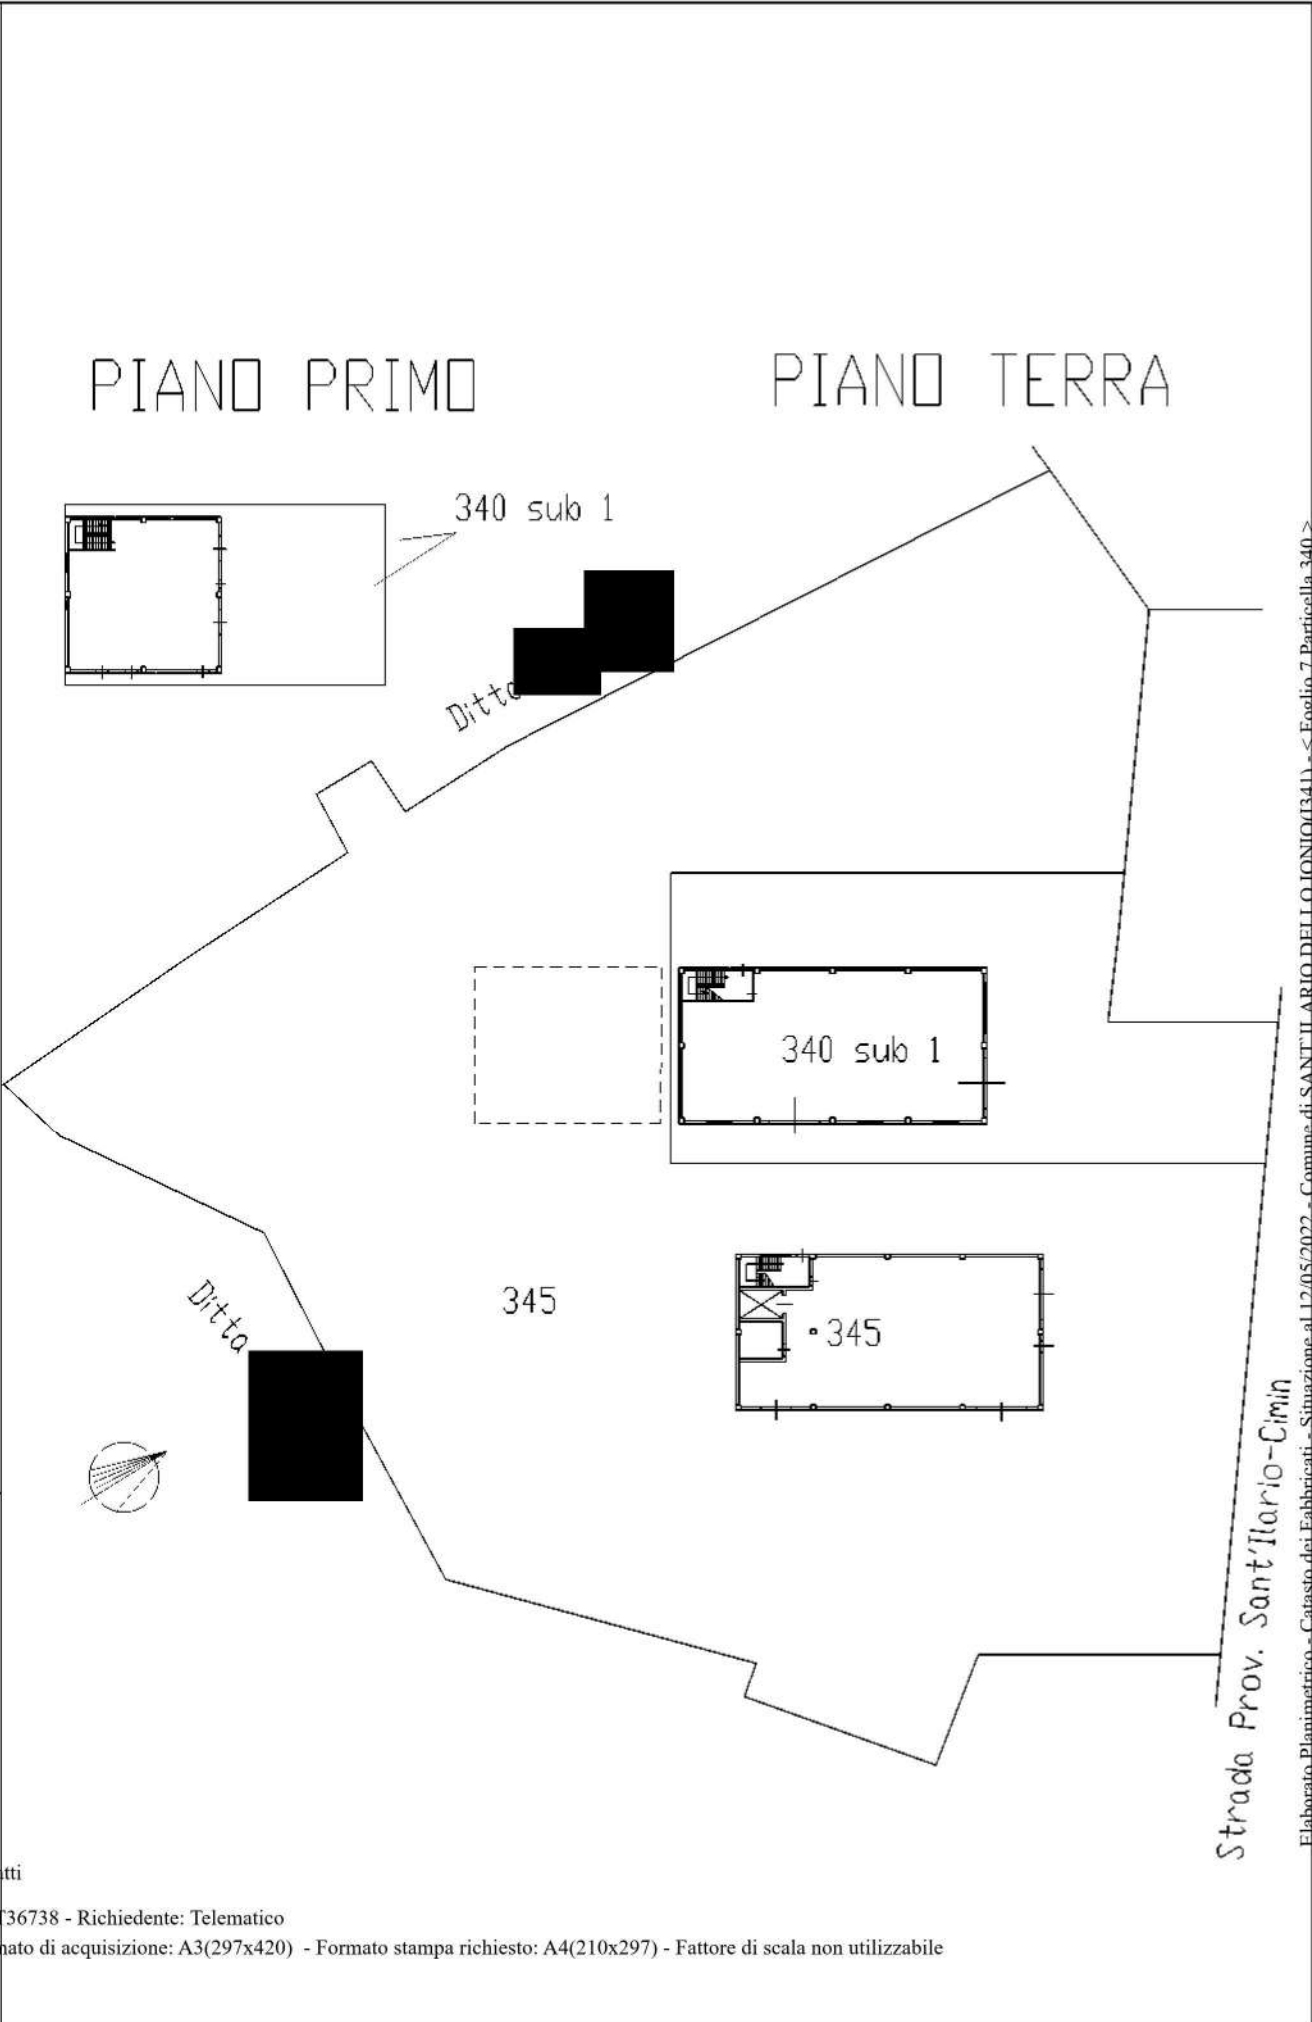 PIANO PRIMO
PIANO TERRA
340 sub 1
Ditta
340 sub 1
Ditta
345
345
Strada Prov. Sant'Ilario-Cimin
Elaborato Planimetrico - Catasto dei Fabbricati - Situazione al 12/05/2022 - Comune di SANT'ILARIO DELLO IONIO(I341) - < Foglio 7 Particella 340 >
atti
T36738 - Richiedente: Telematico
mato di acquisizione: A3(297x420) - Formato stampa richiesto: A4(210x297) - Fattore di scala non utilizzabile